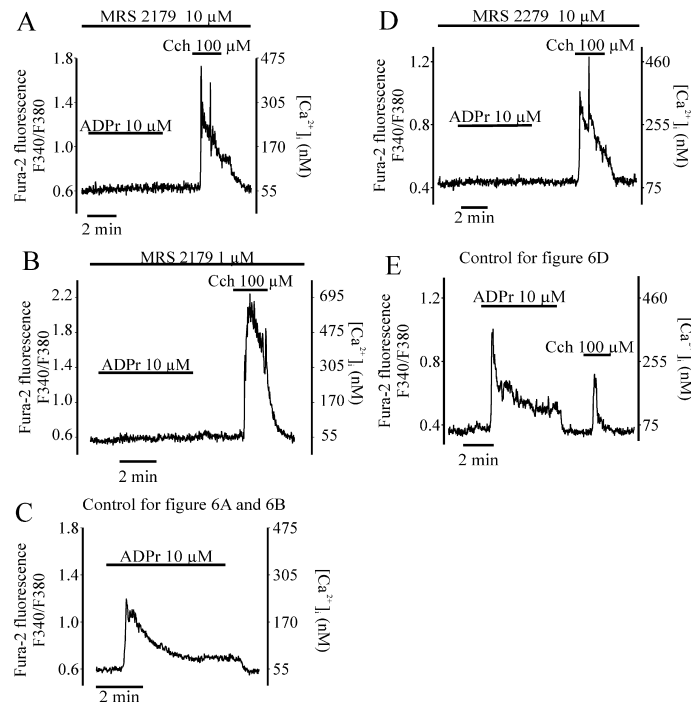 A
MRS 2179 10 µM
Cch 100 µM
ADPr 10 µM
Fura-2 fluorescence
F340/F380
1.8
1.4
1.0
0.6
475
305
170
55
[Ca²⁺]ᵢ (nM)
2 min
B
MRS 2179 1 µM
Cch 100 µM
ADPr 10 µM
Fura-2 fluorescence
F340/F380
2.2
1.8
1.4
1.0
0.6
695
475
305
170
55
[Ca²⁺]ᵢ (nM)
2 min
C
Control for figure 6A and 6B
ADPr 10 µM
Fura-2 fluorescence
F340/F380
1.8
1.4
1.0
0.6
475
305
170
55
[Ca²⁺]ᵢ (nM)
2 min
D
MRS 2279 10 µM
Cch 100 µM
ADPr 10 µM
Fura-2 fluorescence
F340/F380
1.2
0.8
0.4
460
255
75
[Ca²⁺]ᵢ (nM)
2 min
E
Control for figure 6D
ADPr 10 µM
Cch 100 µM
Fura-2 fluorescence
F340/F380
1.2
0.8
0.4
460
255
75
[Ca²⁻]ᵢ (nM)
2 min